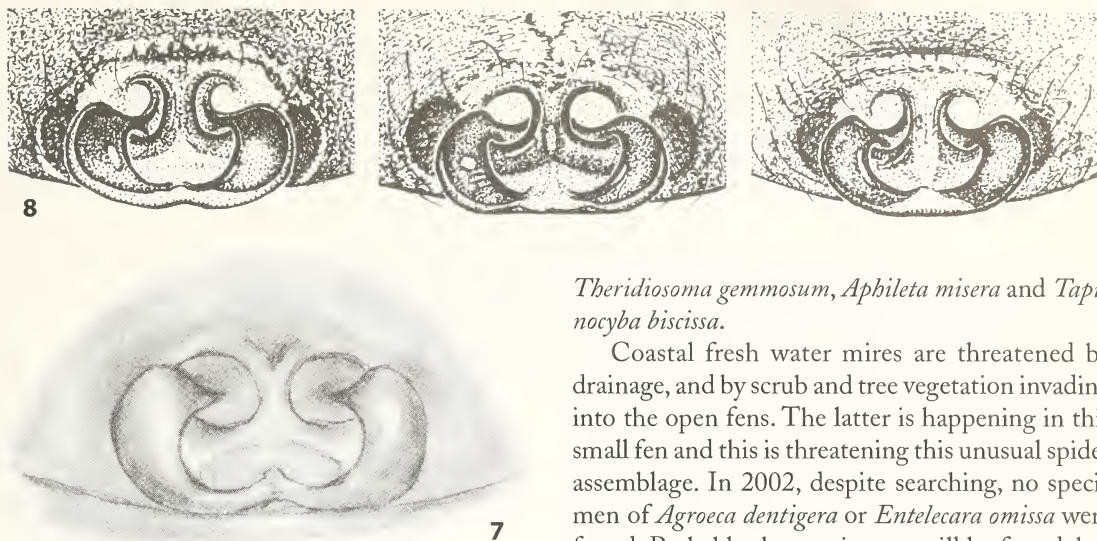 8
7
Theridiosoma gemmosum, Aphileta misera and Tapi
nocyba biscissa.
Coastal fresh water mires are threatened b
drainage, and by scrub and tree vegetation invadin
into the open fens. The latter is happening in thi
small fen and this is threatening this unusual spide
assemblage. In 2002, despite searching, no speci
men of Agroeca dentigera or Entelecara omissa wer